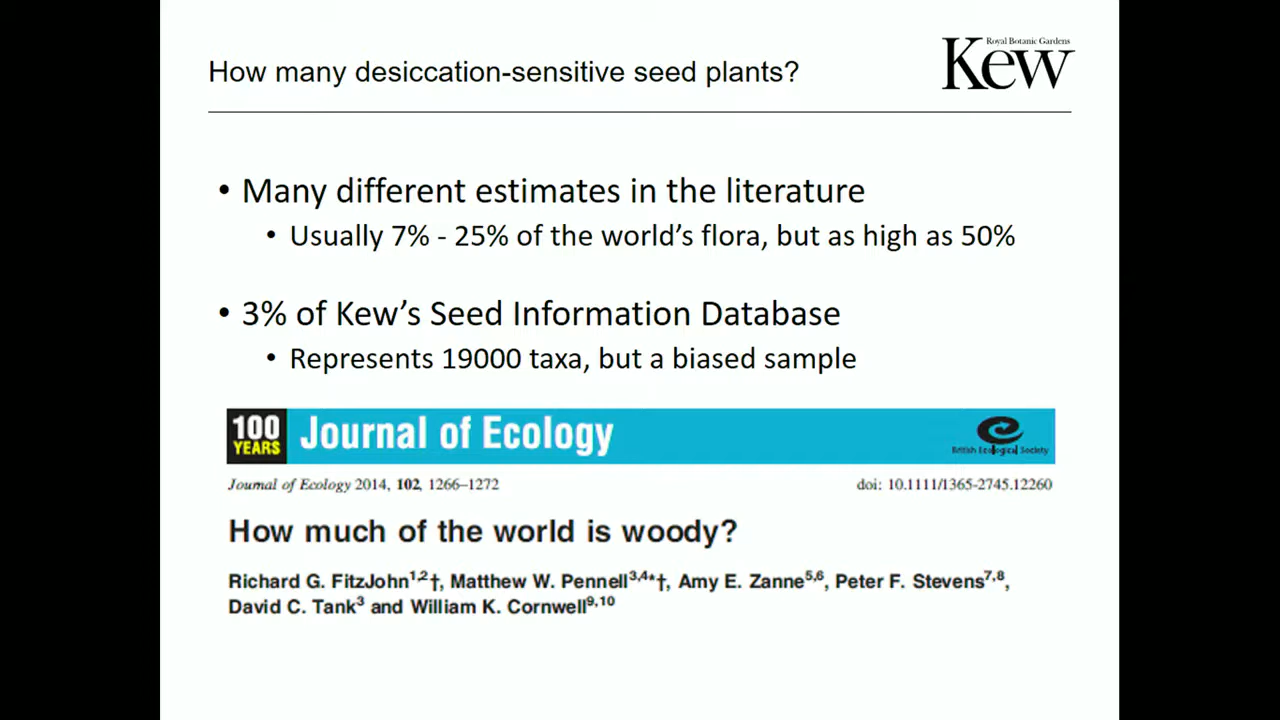 Royal Botanic Gardens
Kew
How many desiccation-sensitive seed plants?
• Many different estimates in the literature
• Usually 7% - 25% of the world's flora, but as high as 50%
• 3% of Kew's Seed Information Database
• Represents 19000 taxa, but a biased sample
100 YEARS
Journal of Ecology
British Ecological Society
Journal of Ecology 2014, 102, 1266–1272
doi: 10.1111/1365-2745.12260
How much of the world is woody?
Richard G. FitzJohn1,2†, Matthew W. Pennell3,4*†, Amy E. Zanne5,6, Peter F. Stevens7,8,
David C. Tank3 and William K. Cornwell9,10